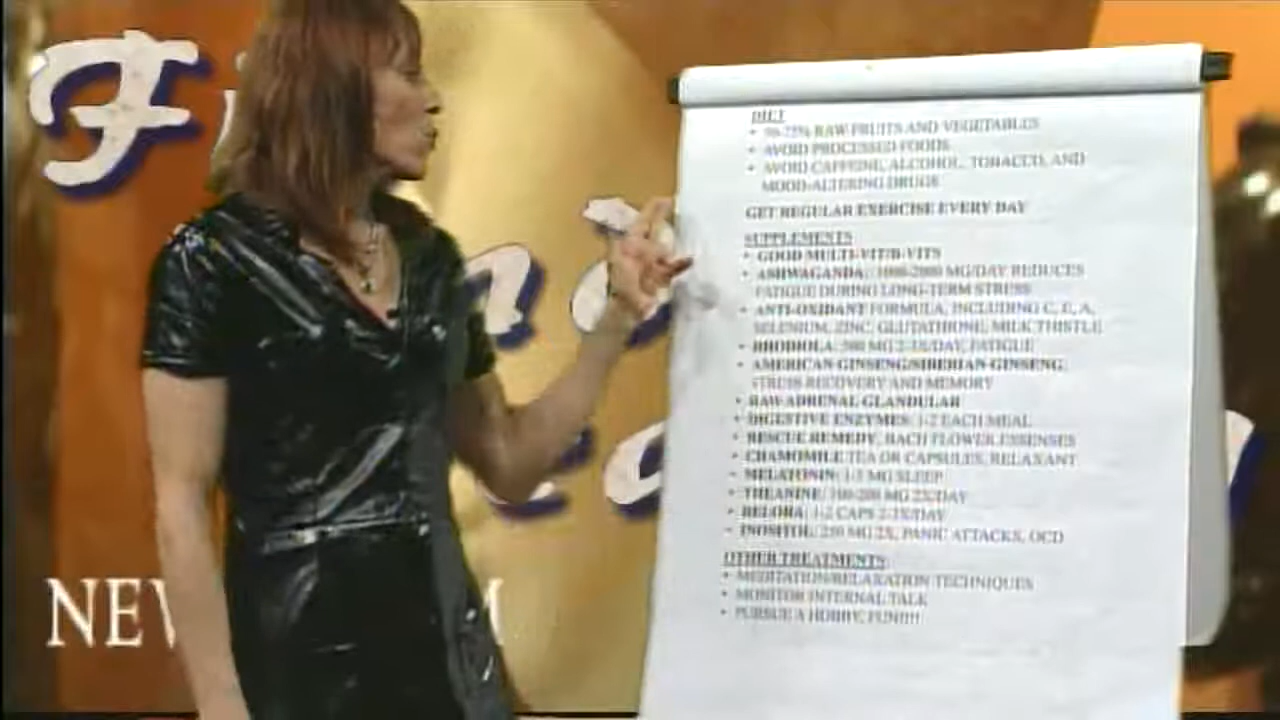 DIET
• 50-75% RAW FRUITS AND VEGETABLES
• AVOID PROCESSED FOODS
• AVOID CAFFEINE, ALCOHOL, TOBACCO, AND
MOOD-ALTERING DRUGS
GET REGULAR EXERCISE EVERY DAY
SUPPLEMENTS
• GOOD MULTI-VIT/B-VITS
• ASHWAGANDA: 1000-2000 MG/DAY REDUCES
FATIGUE DURING LONG-TERM STRESS
• ANTI-OXIDANT FORMULA, INCLUDING C, E, A,
SELENIUM, ZINC, GLUTATHIONE, MILK THISTLE
• RHODIOLA: 500 MG 2-3X/DAY, FATIGUE
• AMERICAN GINSENG/SIBERIAN GINSENG,
STRESS RECOVERY AND MEMORY
• RAW ADRENAL GLANDULAR
• DIGESTIVE ENZYMES: 1-2 EACH MEAL
• RESCUE REMEDY, BACH FLOWER ESSENSES
• CHAMOMILE TEA OR CAPSULES, RELAXANT
• MELATONIN: 1-3 MG SLEEP
• THEANINE: 100-200 MG 2X/DAY
• RELORA: 1-2 CAPS 2-3X/DAY
• INOSITOL: 250 MG 2X, PANIC ATTACKS, OCD
OTHER TREATMENTS
• MEDITATION/RELAXATION TECHNIQUES
• MONITOR INTERNAL TALK
• PURSUE A HOBBY, FUN!!!!